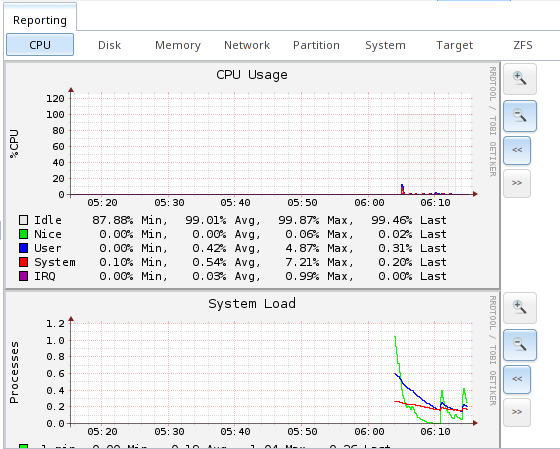 Reporting
CPU Disk Memory Network Partition System Target ZFS
CPU Usage
RRDTOOL / TOBI OETIKER
%CPU
120
100
80
60
40
20
0
05:20 05:30 05:40 05:50 06:00 06:10
Idle 87.88% Min, 99.01% Avg, 99.87% Max, 99.46% Last
Nice 0.00% Min, 0.00% Avg, 0.06% Max, 0.02% Last
User 0.00% Min, 0.42% Avg, 4.87% Max, 0.31% Last
System 0.10% Min, 0.54% Avg, 7.21% Max, 0.20% Last
IRQ 0.00% Min, 0.03% Avg, 0.99% Max, 0.00% Last
<<
>>
System Load
RRDTOOL / TOBI OETIKER
Processes
1.2
1.0
0.8
0.6
0.4
0.2
0.0
05:20 05:30 05:40 05:50 06:00 06:10
<<
>>